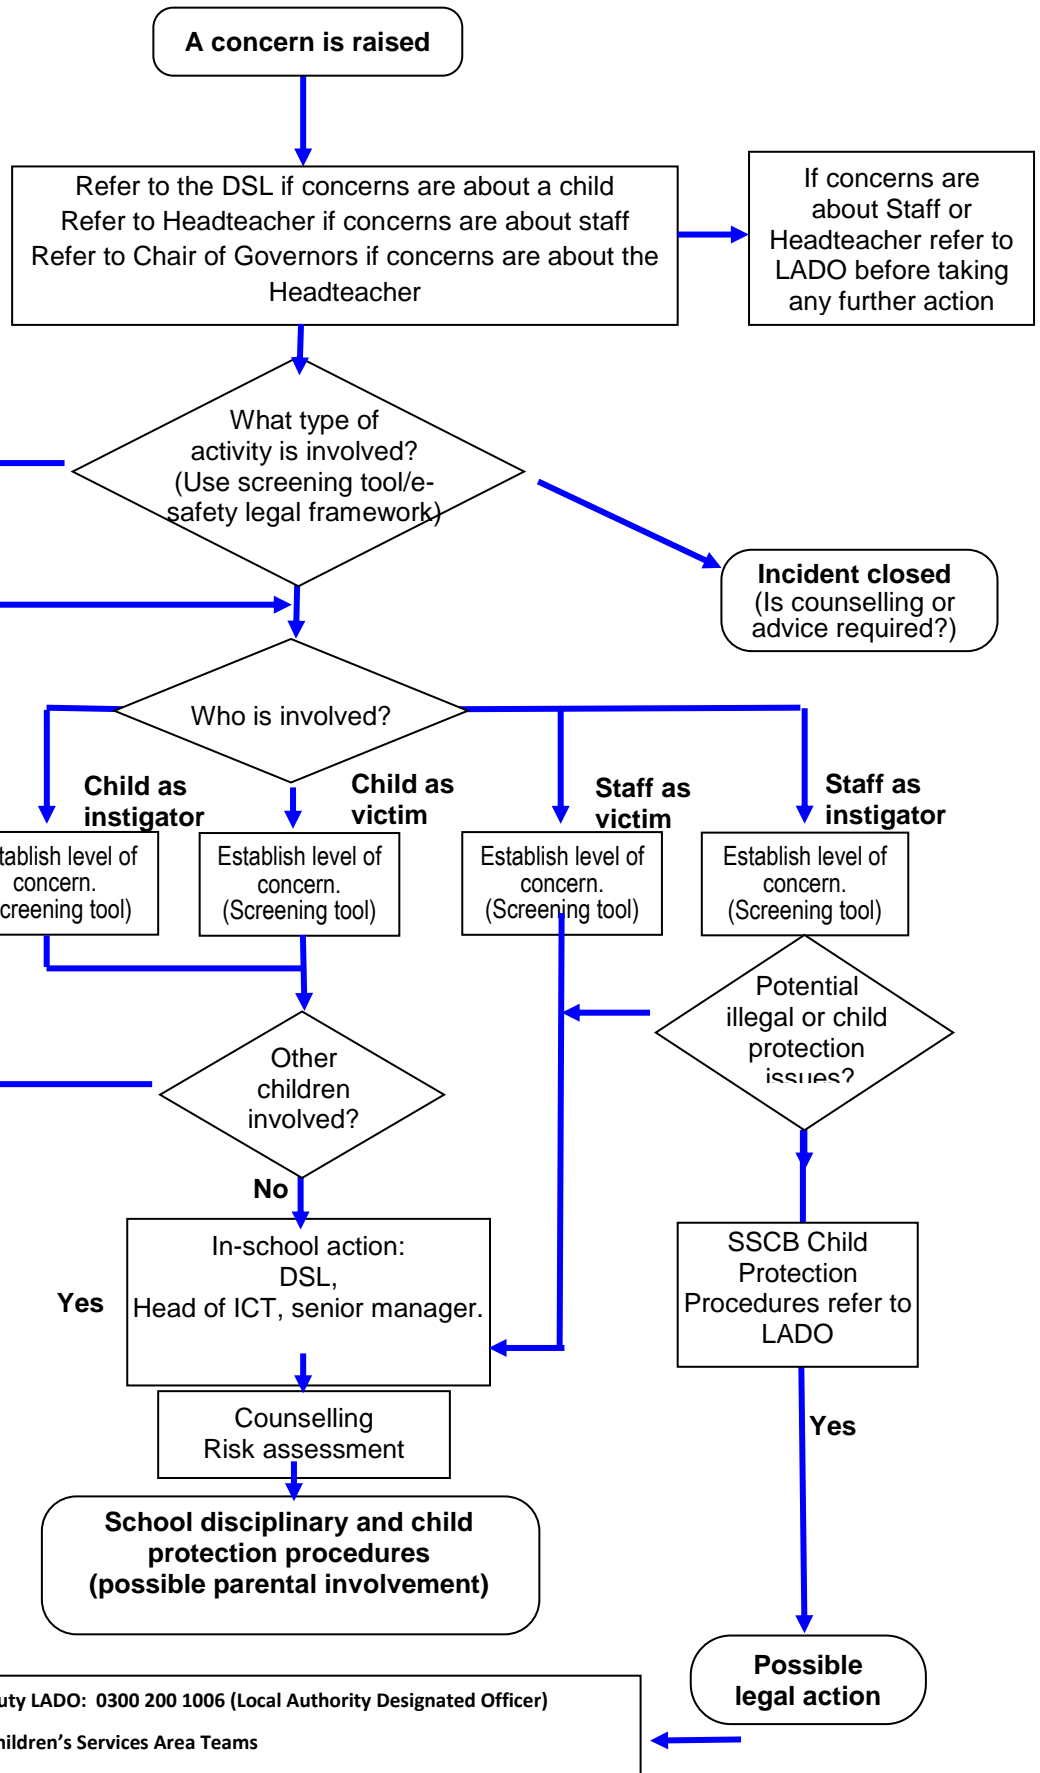 A concern is raised
Refer to the DSL if concerns are about a child
Refer to Headteacher if concerns are about staff
Refer to Chair of Governors if concerns are about the
Headteacher
If concerns are
about Staff or
Headteacher refer to
LADO before taking
any further action
What type of
activity is involved?
(Use screening tool/e-
safety legal framework)
Incident closed
(Is counselling or
advice required?)
Who is involved?
Child as
instigator
Child as
victim
Staff as
victim
Staff as
instigator
tablish level of
concern.
creening tool)
Establish level of
concern.
(Screening tool)
Establish level of
concern.
(Screening tool)
Establish level of
concern.
(Screening tool)
Potential
illegal or child
protection
issues?
Other
children
involved?
No
In-school action:
DSL,
Head of ICT, senior manager.
Yes
SSCB Child
Protection
Procedures refer to
LADO
Counselling
Risk assessment
Yes
School disciplinary and child
protection procedures
(possible parental involvement)
Possible
legal action
uty LADO: 0300 200 1006 (Local Authority Designated Officer)
hildren's Services Area Teams